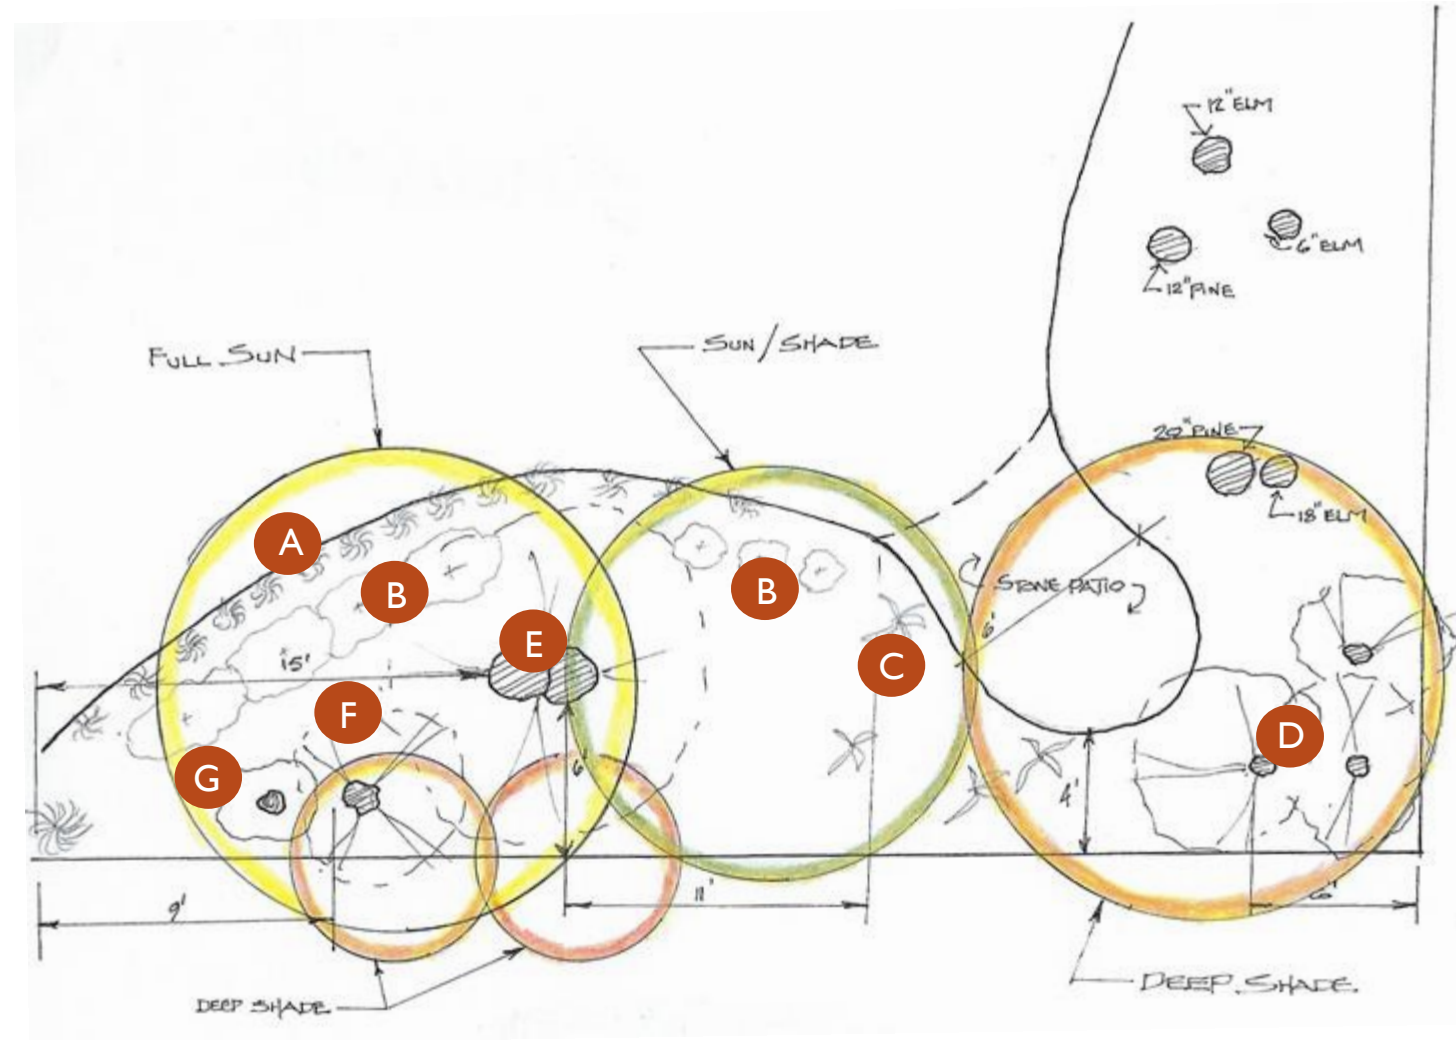 12" ELM
6" ELM
12" PINE
FULL SUN
SUN/SHADE
20" PINE
18" ELM
A
B
STONE PATIO
B
6'
E
15'
C
F
D
G
6'
4'
9'
11'
6'
DEEP SHADE
DEEP SHADE